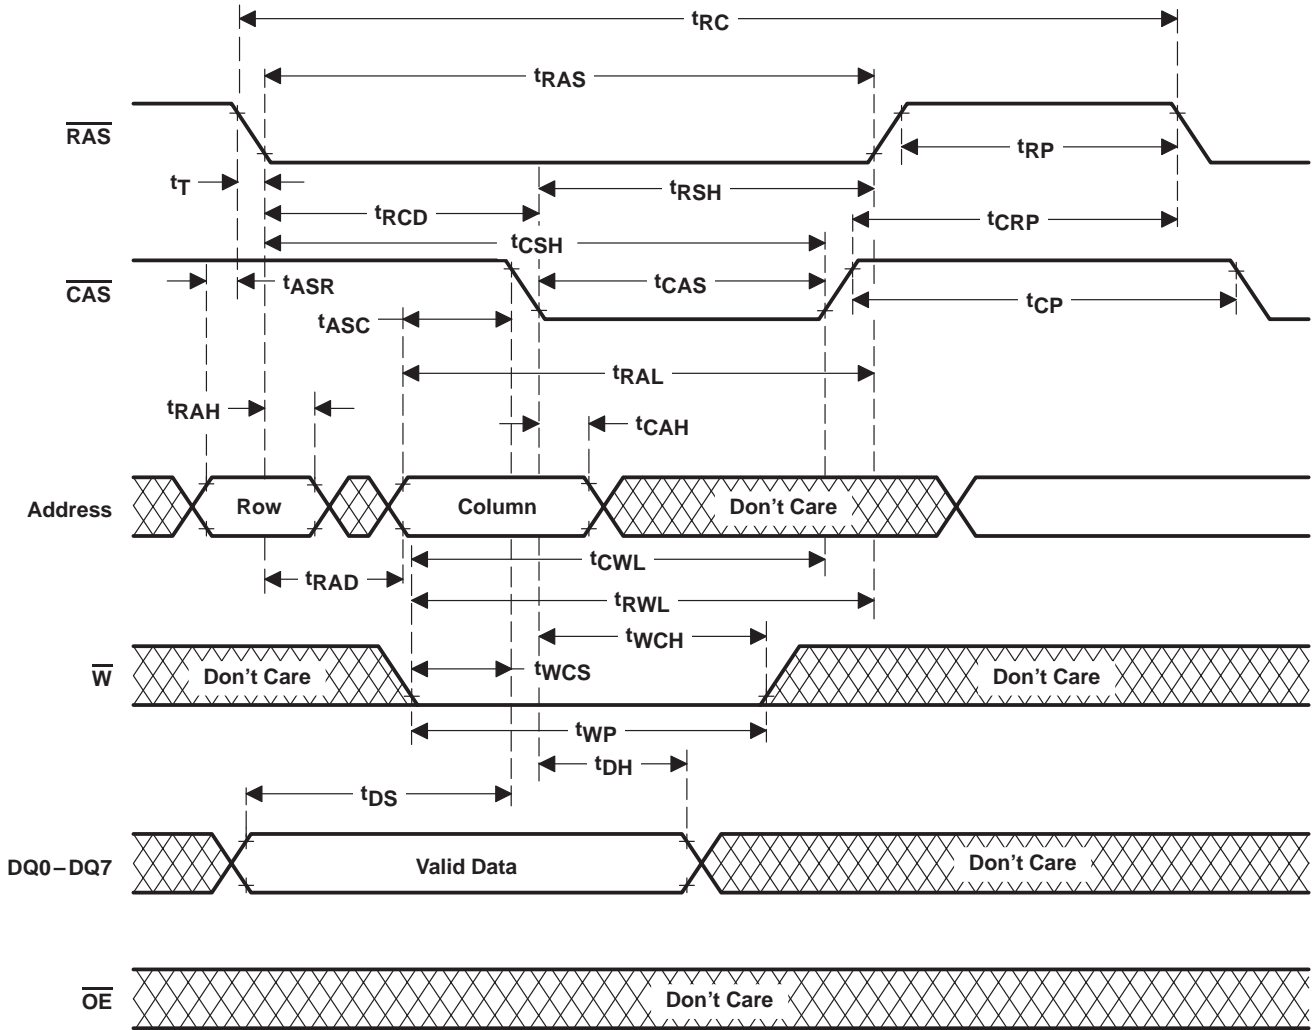 tRC
tRAS
RAS
tRP
tT
tRSH
tRCD
tCRP
tCSH
CAS
tASR
tCAS
tCP
tASC
tRAL
tRAH
tCAH
Address
Row
Column
Don't Care
tCWL
tRAD
tRWL
tWCH
W
Don't Care
tWCS
Don't Care
tWP
tDH
tDS
DQ0–DQ7
Valid Data
Don't Care
OE
Don't Care